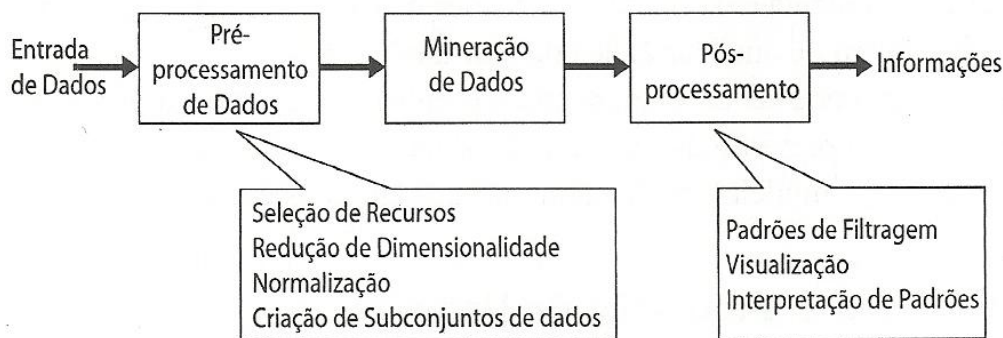 Entrada
de Dados
Pré-
processamento
de Dados
Mineração
de Dados
Pós-
processamento
Informações
Seleção de Recursos
Redução de Dimensionalidade
Normalização
Criação de Subconjuntos de dados
Padrões de Filtragem
Visualização
Interpretação de Padrões